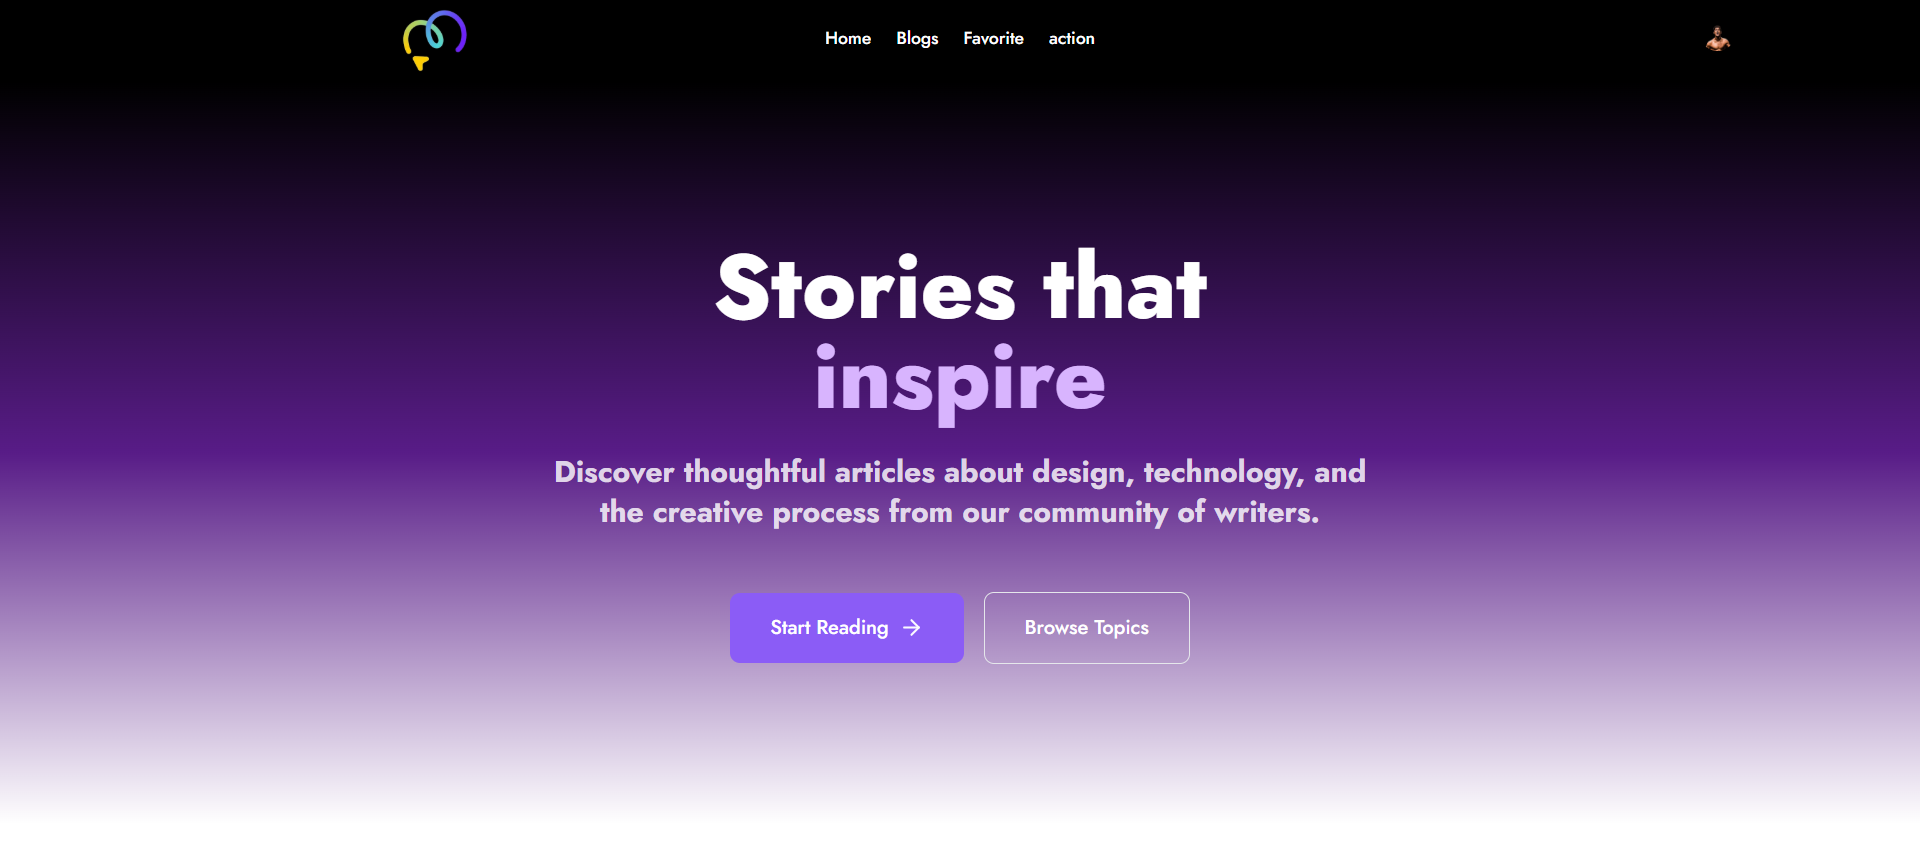 Home Blogs Favorite action
Stories that
inspire
Discover thoughtful articles about design, technology, and
the creative process from our community of writers.
Start Reading → Browse Topics